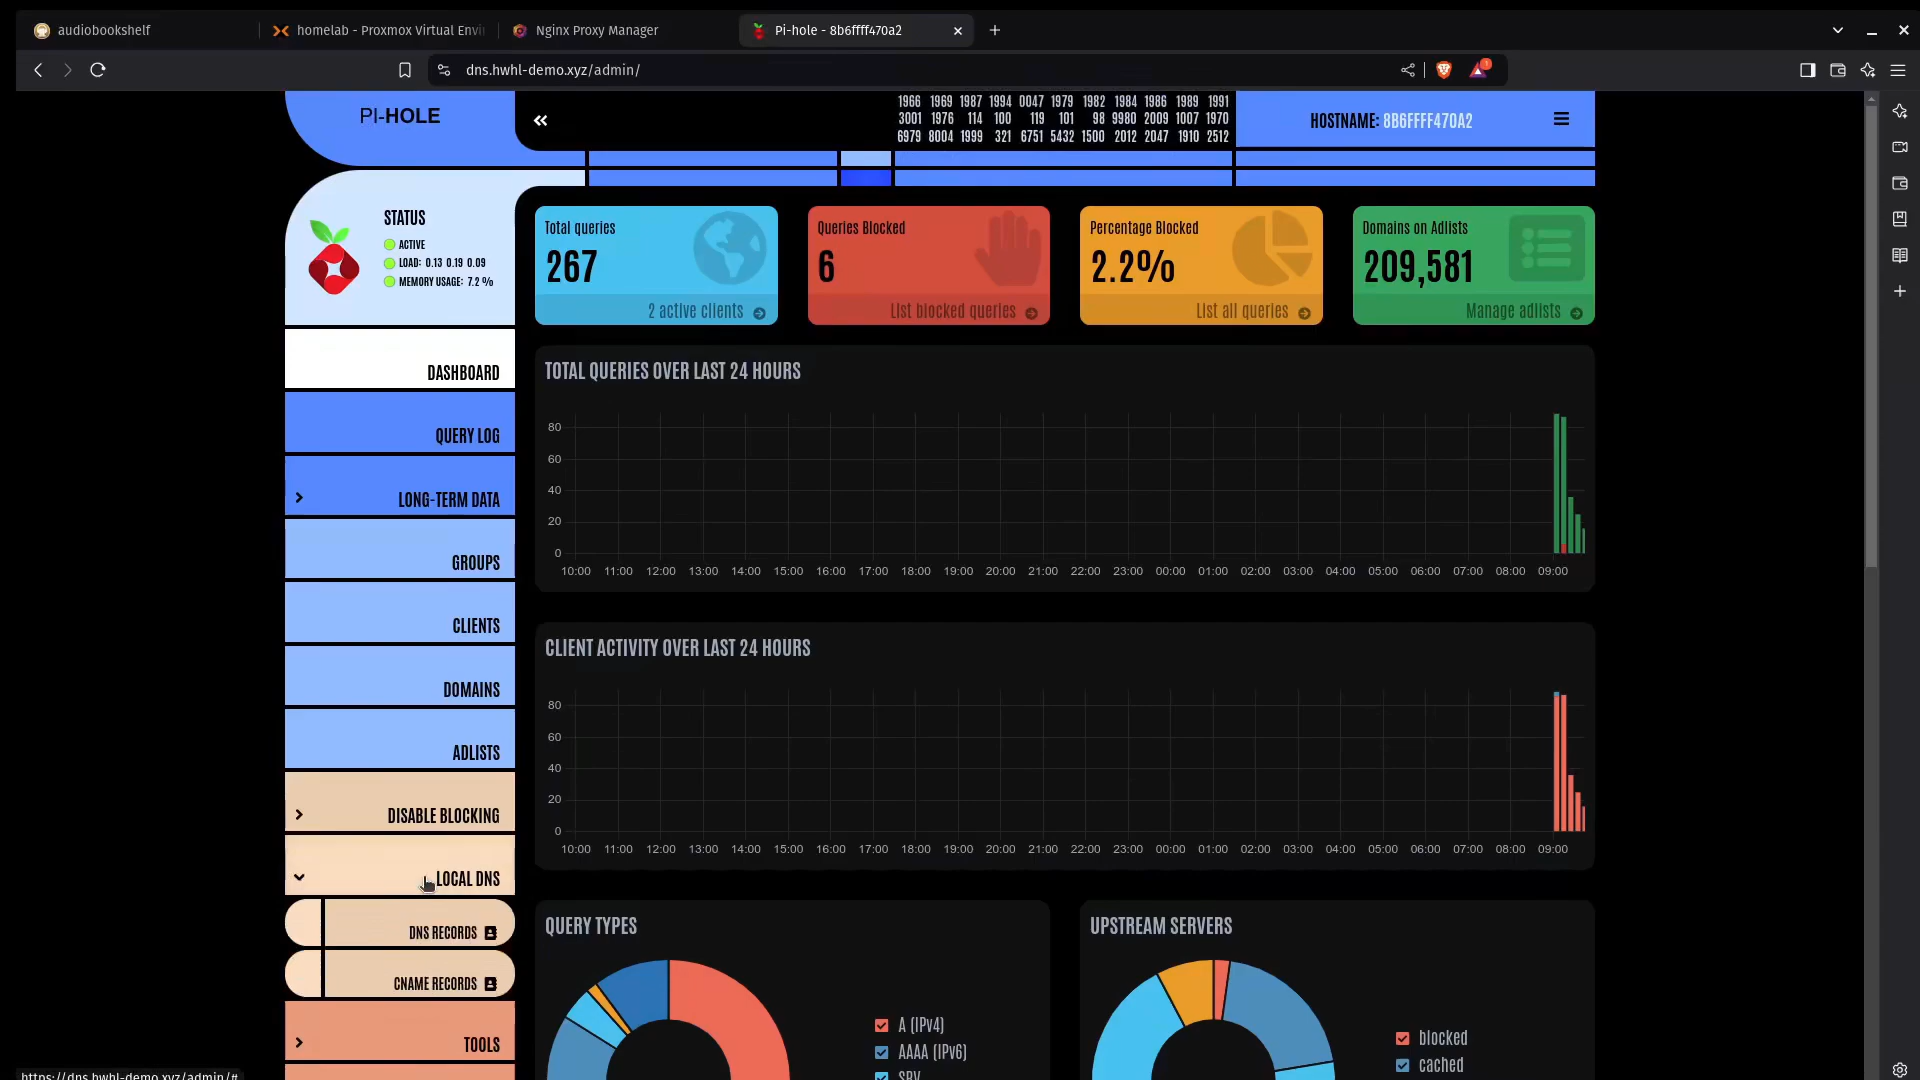 audiobookshelf
homelab - Proxmox Virtual Envi
Nginx Proxy Manager
Pi-hole - 8b6ffff470a2
dns.hwhl-demo.xyz/admin/
1
PI-HOLE
1966 1969 1987 1994 0047 1979 1982 1984 1986 1989 1991
3001 1976 114 100 119 101 98 9980 2009 1007 1970
6979 8004 1999 321 6751 5432 1500 2012 2047 1910 2512
HOSTNAME: 8B6FFFF470A2
STATUS
ACTIVE
LOAD: 0.13 0.19 0.09
MEMORY USAGE: 7.2 %
Total queries
267
2 active clients
Queries Blocked
6
List blocked queries
Percentage Blocked
2.2%
List all queries
Domains on Adlists
209,581
Manage adlists
DASHBOARD
QUERY LOG
LONG-TERM DATA
GROUPS
CLIENTS
DOMAINS
ADLISTS
DISABLE BLOCKING
LOCAL DNS
DNS RECORDS
CNAME RECORDS
TOOLS
TOTAL QUERIES OVER LAST 24 HOURS
80
60
40
20
0
10:00 11:00 12:00 13:00 14:00 15:00 16:00 17:00 18:00 19:00 20:00 21:00 22:00 23:00 00:00 01:00 02:00 03:00 04:00 05:00 06:00 07:00 08:00 09:00
CLIENT ACTIVITY OVER LAST 24 HOURS
80
60
40
20
0
10:00 11:00 12:00 13:00 14:00 15:00 16:00 17:00 18:00 19:00 20:00 21:00 22:00 23:00 00:00 01:00 02:00 03:00 04:00 05:00 06:00 07:00 08:00 09:00
QUERY TYPES
A (IPv4)
AAAA (IPv6)
SRV
UPSTREAM SERVERS
blocked
cached
https://dns.hwhl-demo.xyz/admin/#